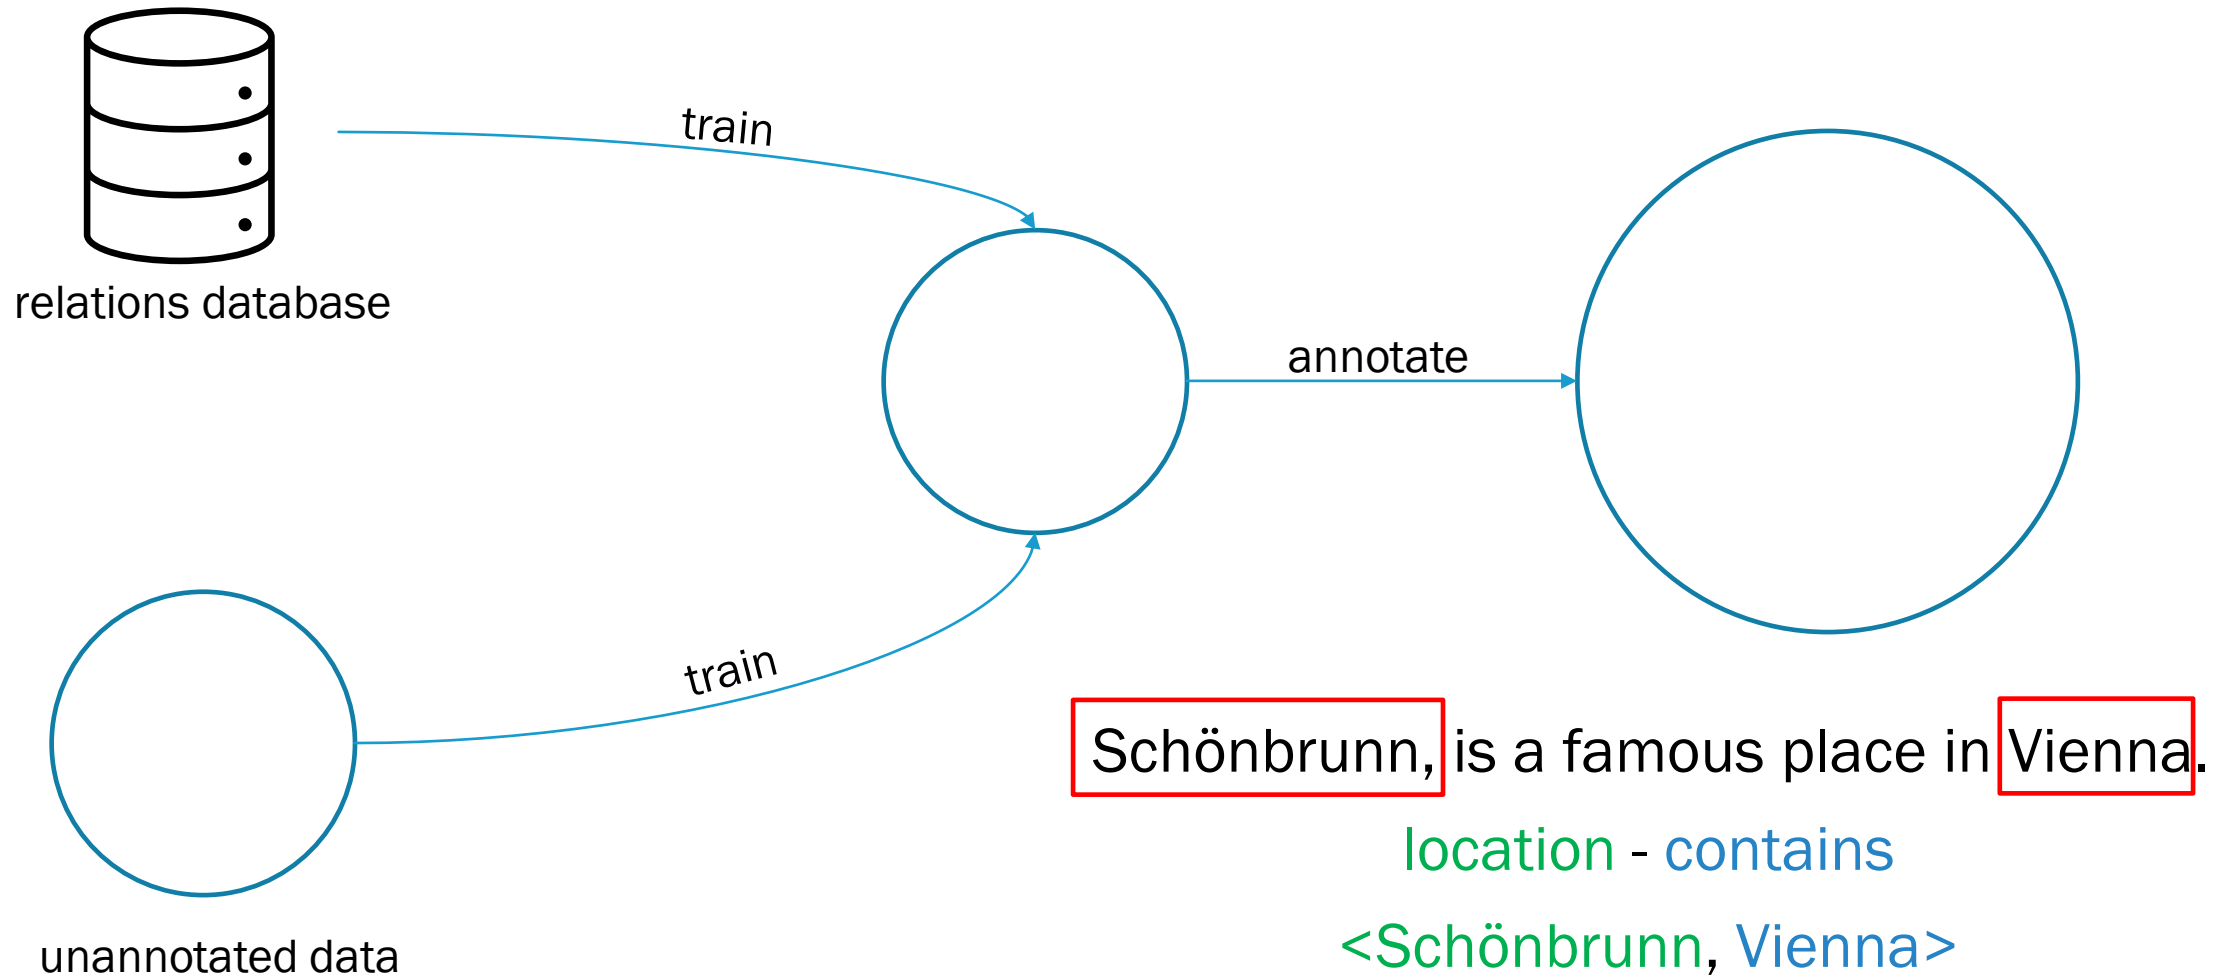 train
relations database
annotate
train
Schönbrunn, is a famous place in Vienna.
location - contains
<Schönbrunn, Vienna>
unannotated data